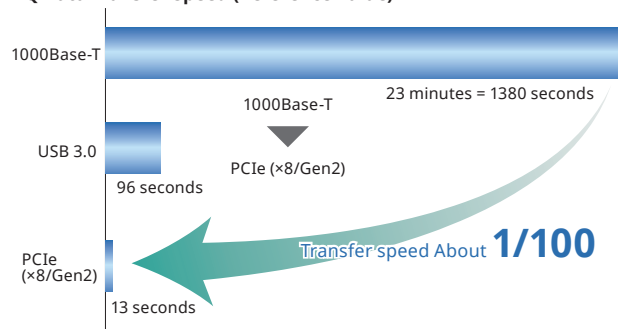 1000Base-T
23 minutes = 1380 seconds
1000Base-T
PCIe (×8/Gen2)
USB 3.0
96 seconds
Transfer speed About 1/100
PCIe
(×8/Gen2)
13 seconds